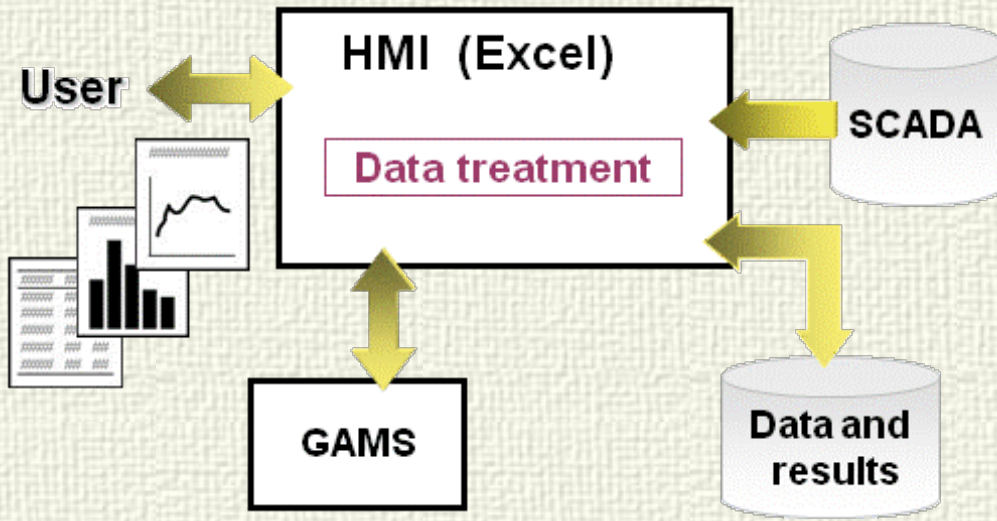 HMI (Excel)
User
SCADA
Data treatment
GAMS
Data and
results